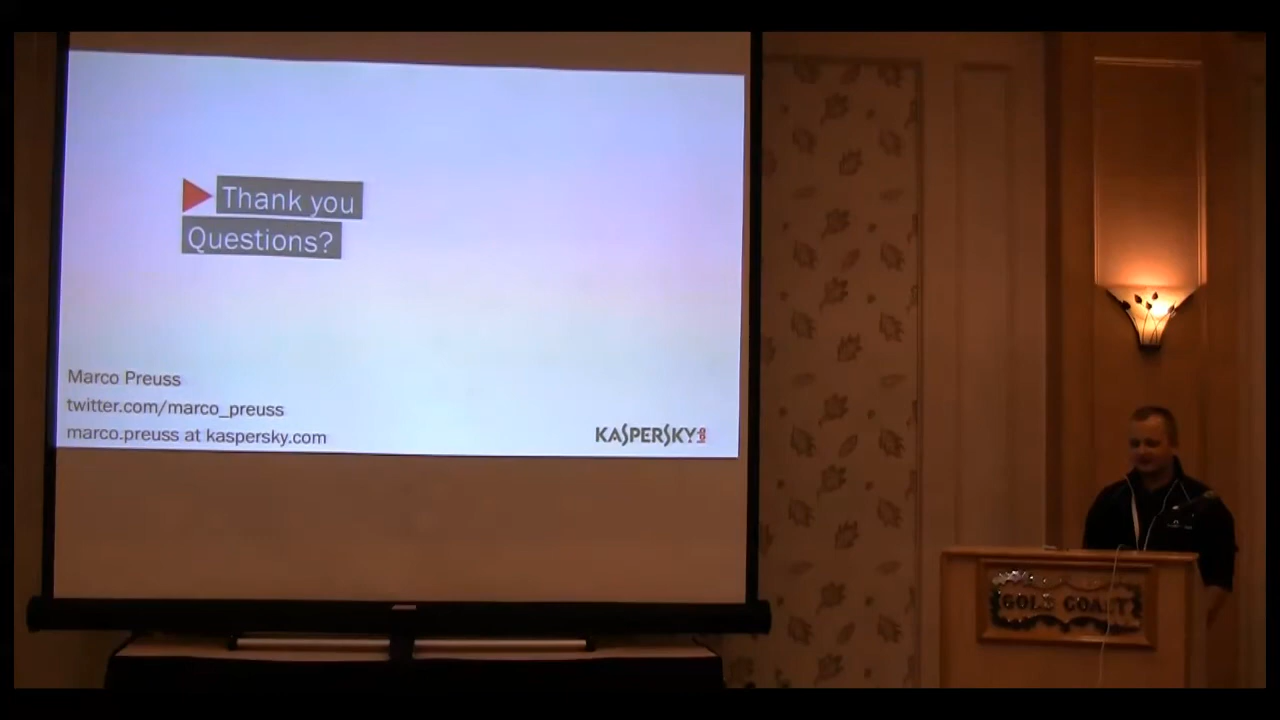 Thank you
Questions?
Marco Preuss
twitter.com/marco_preuss
marco.preuss at kaspersky.com
KASPERSKY
GOLD COAST